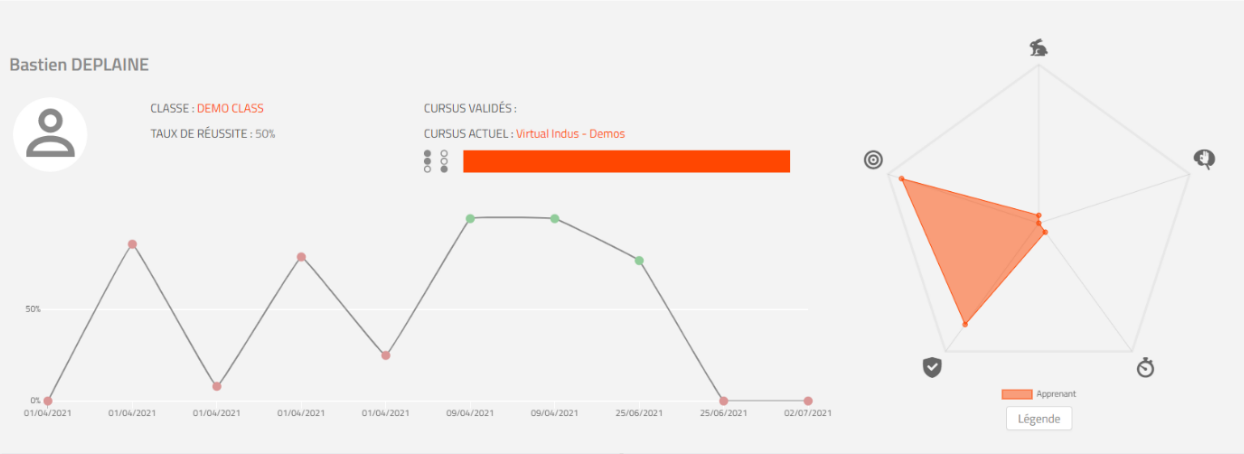 Bastien DEPLAINE
CLASSE : DEMO CLASS
CURSUS VALIDÉS :
TAUX DE RÉUSSITE : 50%
CURSUS ACTUEL : Virtual Indus - Demos
50%
0%
01/04/2021 01/04/2021 01/04/2021 01/04/2021 01/04/2021 09/04/2021 09/04/2021 25/06/2021 25/06/2021 02/07/2021
Apprenant
Légende